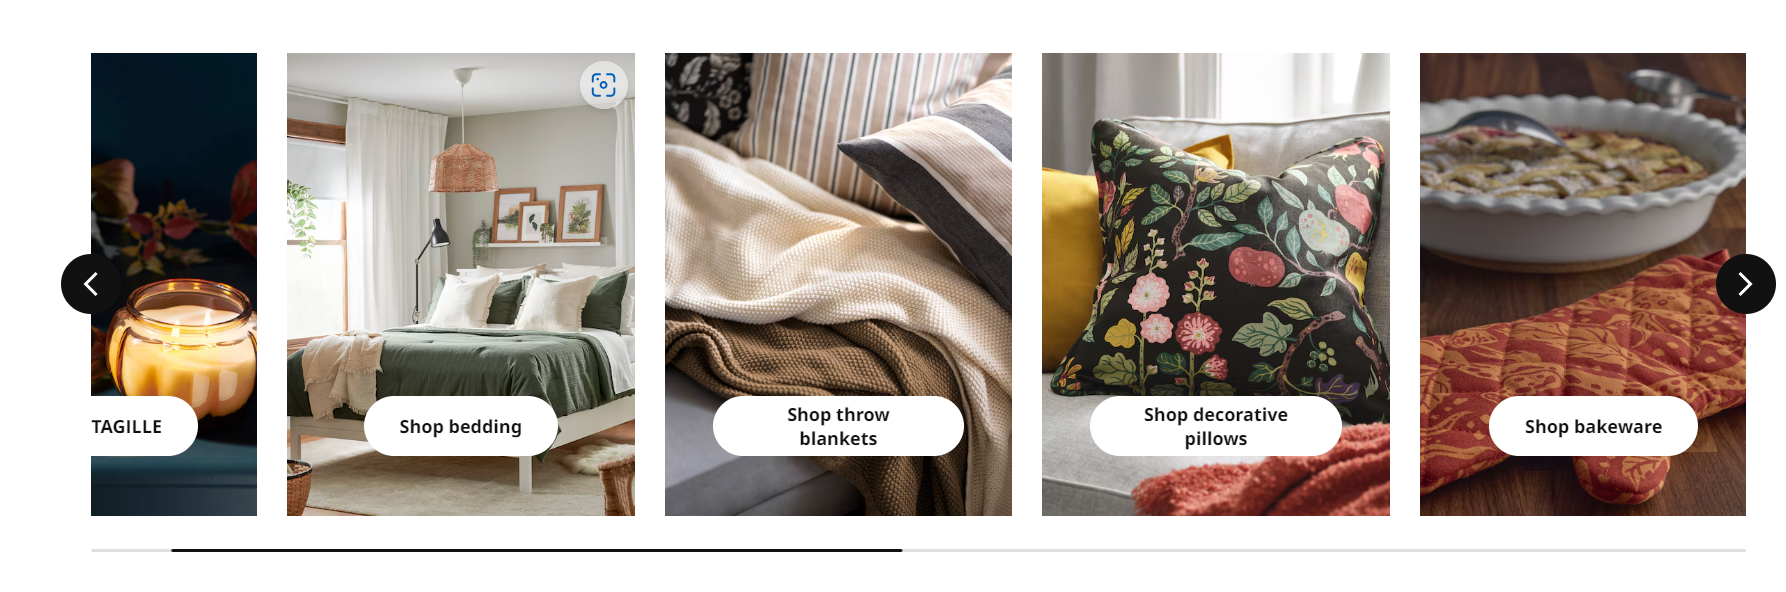 TAGILLE
Shop bedding
Shop throw
blankets
Shop decorative
pillows
Shop bakeware